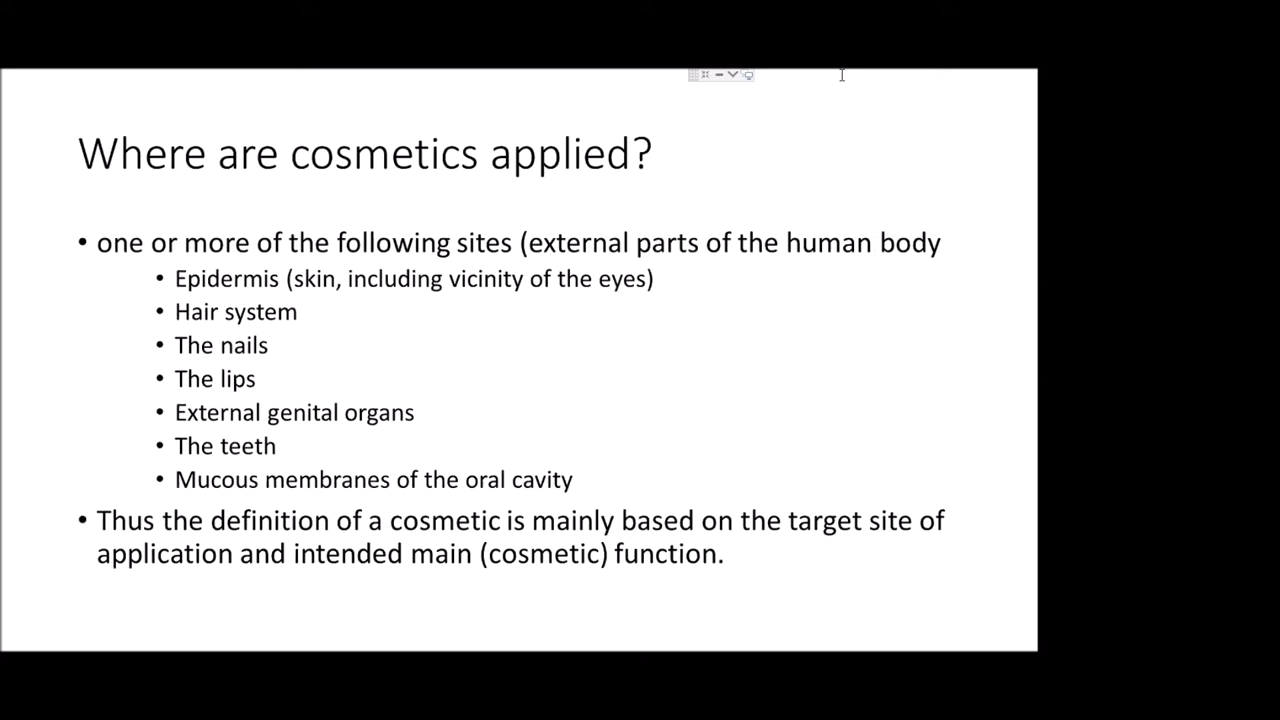 Where are cosmetics applied?
• one or more of the following sites (external parts of the human body
• Epidermis (skin, including vicinity of the eyes)
• Hair system
• The nails
• The lips
• External genital organs
• The teeth
• Mucous membranes of the oral cavity
• Thus the definition of a cosmetic is mainly based on the target site of
application and intended main (cosmetic) function.